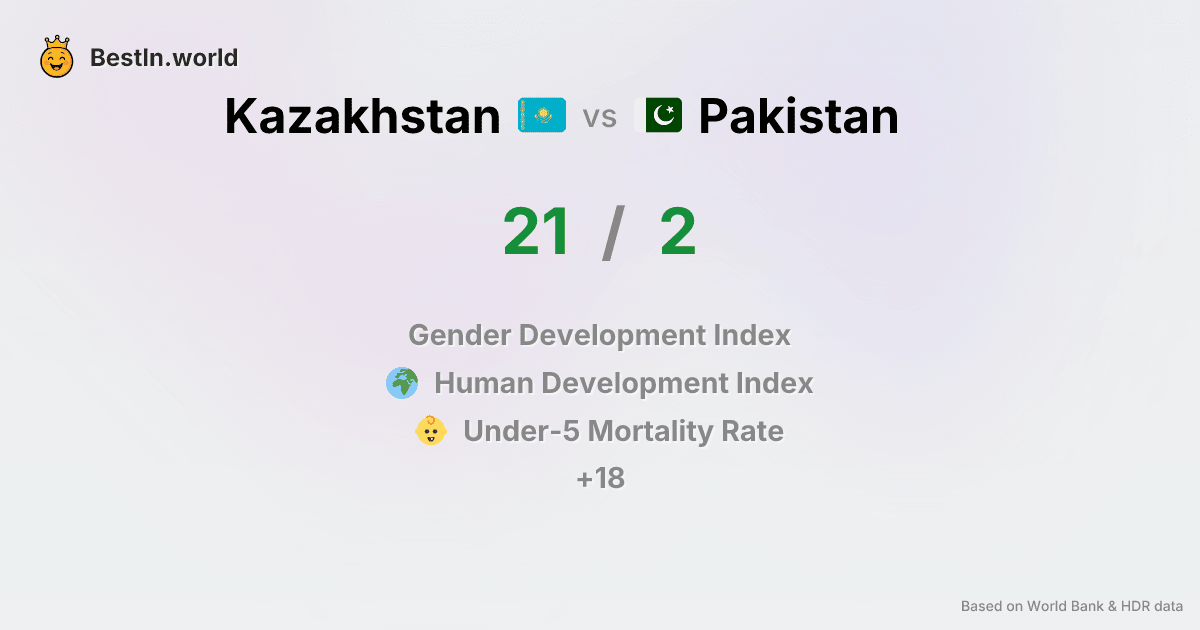 BestIn.world
Kazakhstan vs Pakistan
21 / 2
Gender Development Index
Human Development Index
Under-5 Mortality Rate
+18
Based on World Bank & HDR data